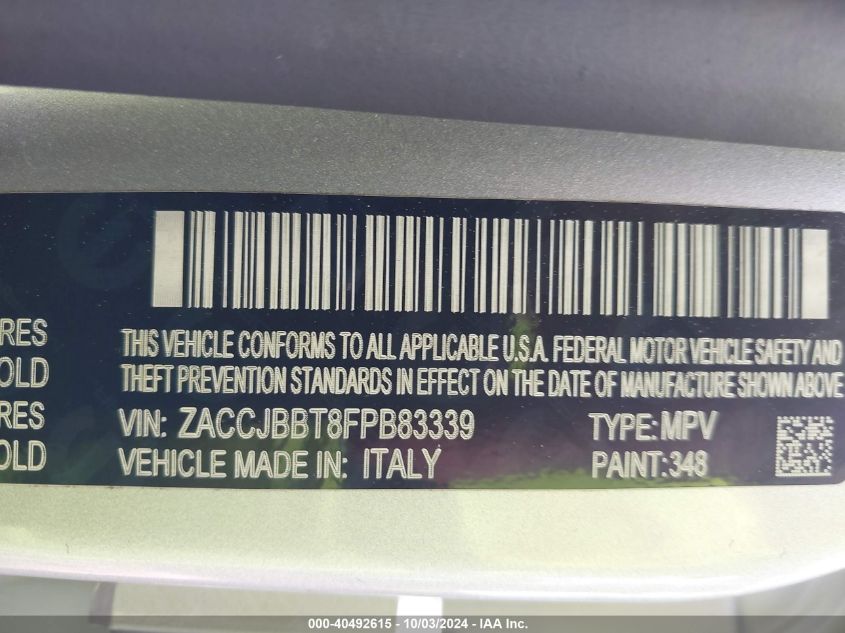 RES
OLD
RES
OLD
THIS VEHICLE CONFORMS TO ALL APPLICABLE U.S.A. FEDERAL MOTOR VEHICLE SAFETY AND
THEFT PREVENTION STANDARDS IN EFFECT ON THE DATE OF MANUFACTURE SHOWN ABOVE
VIN: ZACCJBBT8FPB83339 TYPE: MPV
VEHICLE MADE IN: ITALY PAINT: 348
000-40492615 - 10/03/2024 - IAA Inc.